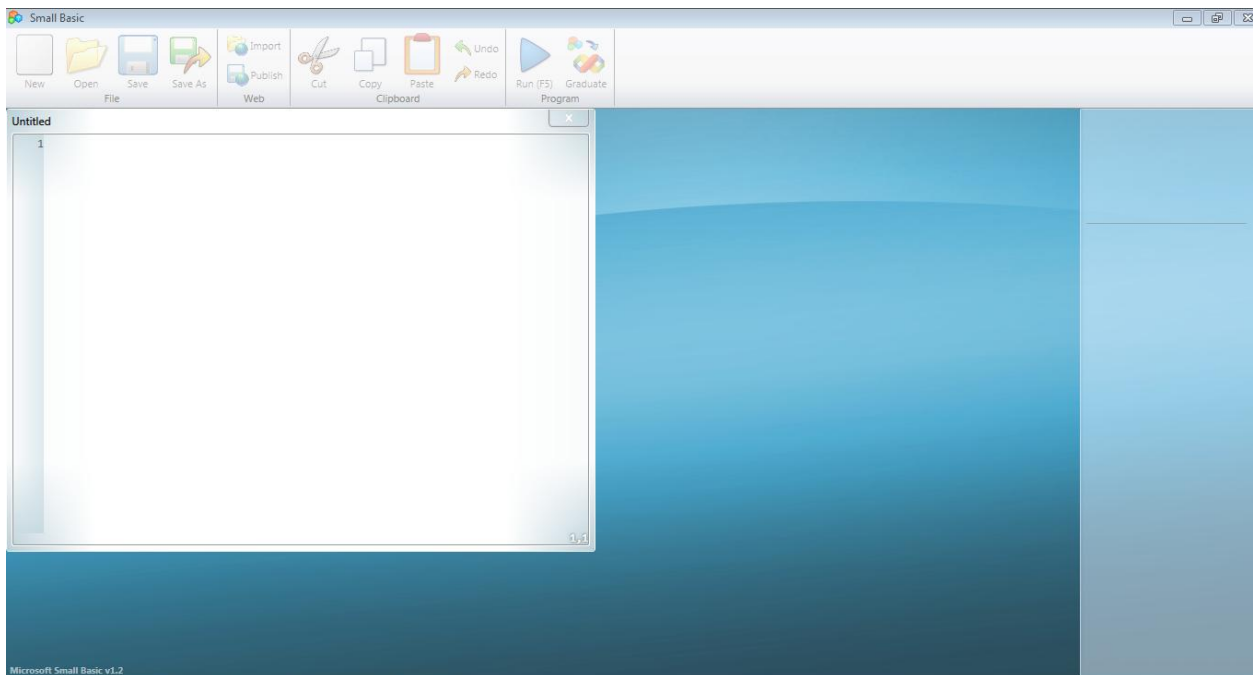 Small Basic
Import
Undo
Publish
Redo
New Open Save Save As Cut Copy Paste Run (F5) Graduate
File Web Clipboard Program
Untitled x
1
1,1
Microsoft Small Basic v1.2